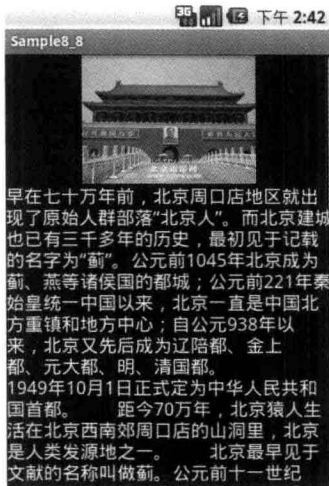 3G 下午 2:42
Sample8_8
早在七十万年前，北京周口店地区就出
现了原始人群部落“北京人”。而北京建城
也已有三千多年的历史，最初见于记载
的名字为“蓟”。公元前1045年北京成为
蓟、燕等诸侯国的都城；公元前221年秦
始皇统一中国以来，北京一直是中国北
方重镇和地方中心；自公元938年以
来，北京又先后成为辽陪都、金上
都、元大都、明、清国都。
1949年10月1日正式定为中华人民共和
国首都。　　距今70万年，北京猿人生
活在北京西南郊周口店的山洞里，北京
是人类发源地之一。　　北京最早见于
文献的名称叫做蓟。公元前十一世纪